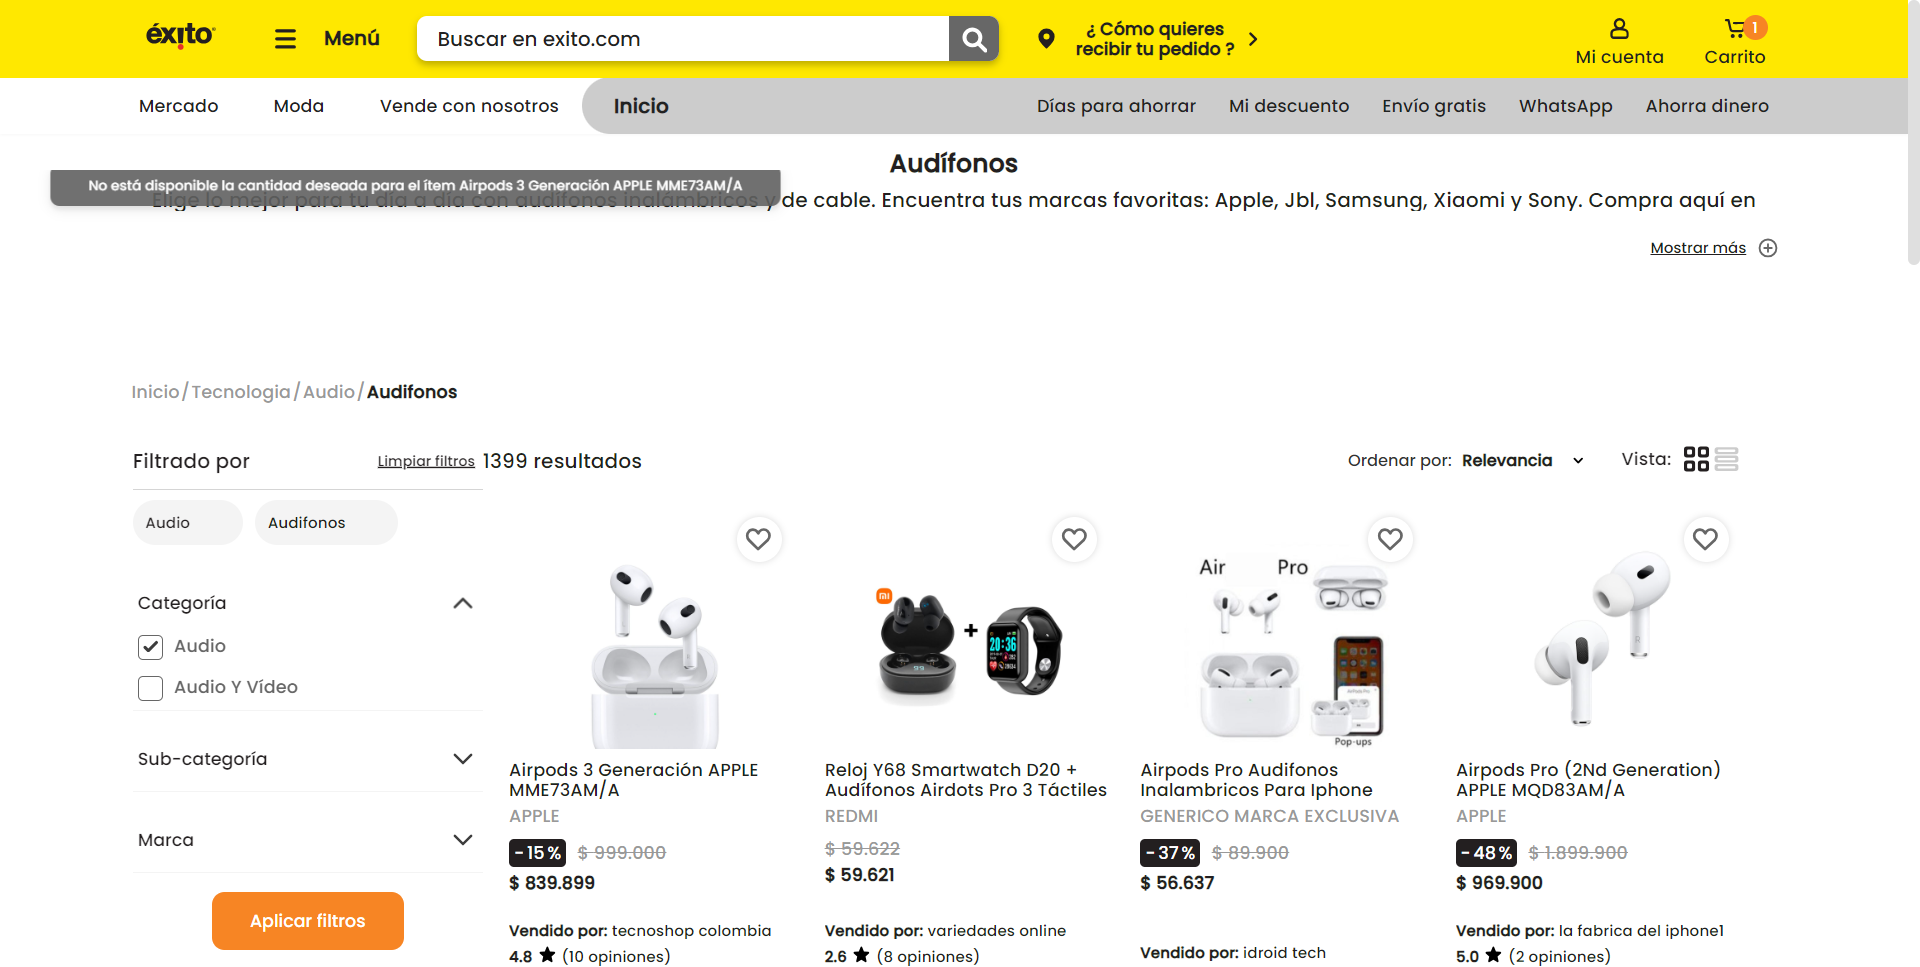 éxito
Menú
Buscar en exito.com
¿ Cómo quieres
recibir tu pedido ?
Mi cuenta
1
Carrito
Mercado
Moda
Vende con nosotros
Inicio
Días para ahorrar
Mi descuento
Envío gratis
WhatsApp
Ahorra dinero
Audífonos
No está disponible la cantidad deseada para el ítem Airpods 3 Generación APPLE MME73AM/A
Elige lo mejor para tu día a día con audífonos inalámbricos y de cable. Encuentra tus marcas favoritas: Apple, Jbl, Samsung, Xiaomi y Sony. Compra aquí en
Mostrar más
Inicio/Tecnologia/Audio/Audifonos
Filtrado por
Limpiar filtros
1399 resultados
Ordenar por: Relevancia
Vista:
Audio
Audifonos
Categoría
Audio
Audio Y Vídeo
Sub-categoría
Marca
Aplicar filtros
Airpods 3 Generación APPLE
MME73AM/A
APPLE
-15% $ 999.000
$ 839.899
Vendido por: tecnoshop colombia
4.8 (10 opiniones)
mi
+
20:36
Reloj Y68 Smartwatch D20 +
Audífonos Airdots Pro 3 Táctiles
REDMI
$ 59.622
$ 59.621
Vendido por: variedades online
2.6 (8 opiniones)
Air Pro
Pop-ups
Airpods Pro Audifonos
Inalambricos Para Iphone
GENERICO MARCA EXCLUSIVA
-37% $ 89.900
$ 56.637
Vendido por: idroid tech
Airpods Pro (2Nd Generation)
APPLE MQD83AM/A
APPLE
-48% $ 1.899.900
$ 969.900
Vendido por: la fabrica del iphone1
5.0 (2 opiniones)